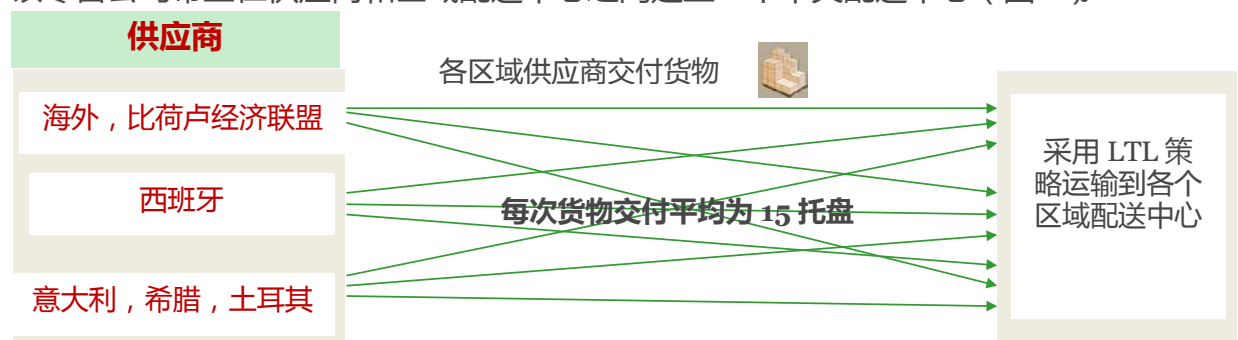 供应商
各区域供应商交付货物
海外，比荷卢经济联盟
西班牙
每次货物交付平均为 15 托盘
意大利，希腊，土耳其
采用 LTL 策
略运输到各个
区域配送中心